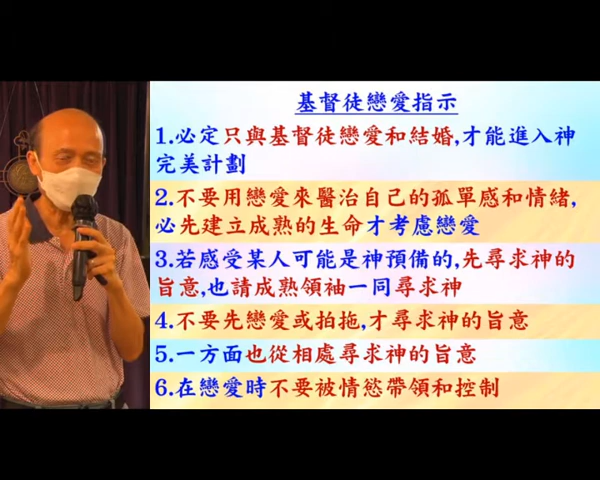 基督徒戀愛指示
1.必定只與基督徒戀愛和結婚,才能進入神
完美計劃
2.不要用戀愛來醫治自己的孤單感和情緒,
必先建立成熟的生命才考慮戀愛
3.若感受某人可能是神預備的,先尋求神的
旨意,也請成熟領袖一同尋求神
4.不要先戀愛或拍拖,才尋求神的旨意
5.一方面也從相處尋求神的旨意
6.在戀愛時不要被情慾帶領和控制